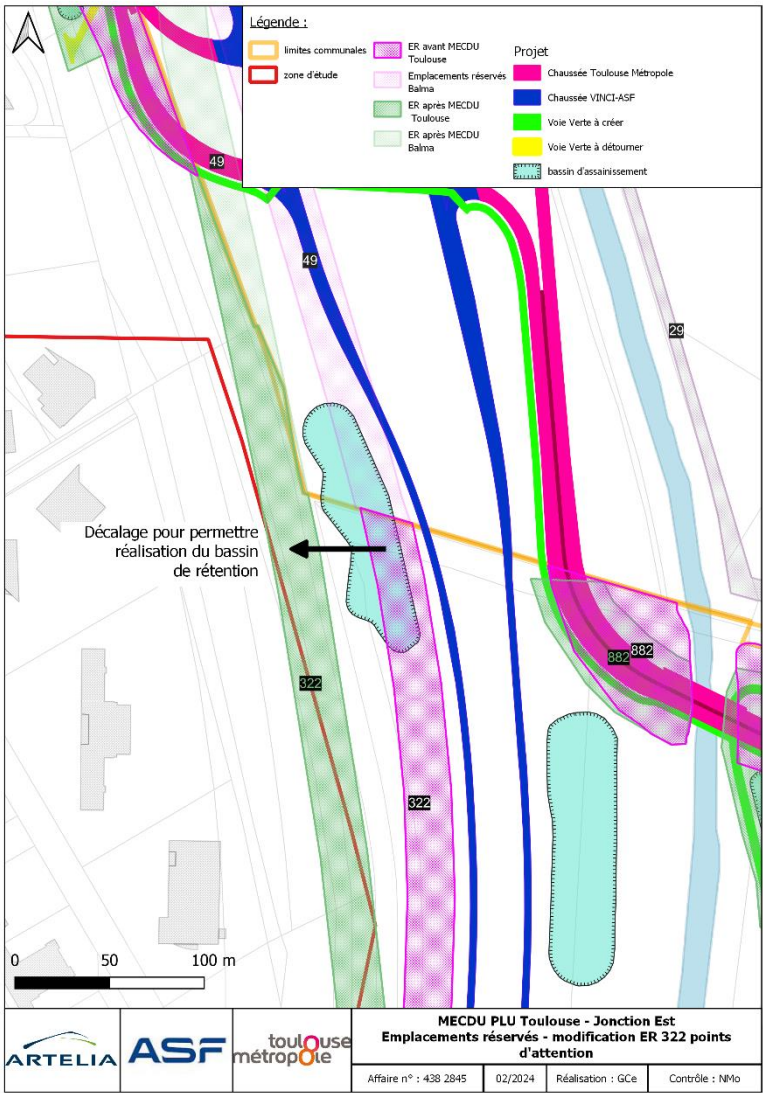 Légende :
limites communales
zone d'étude
ER avant MECDU
Toulouse
Emplacements réservés
Balma
ER après MECDU
Toulouse
ER après MECDU
Balma
Projet
Chaussée Toulouse Métropole
Chaussée VINCI-ASF
Voie Verte à créer
Voie Verte à détourner
bassin d'assainissement
49
49
29
Décalage pour permettre
réalisation du bassin
de rétention
882
882
322
322
0 50 100 m
ARTELIA
ASF
toulouse
métropole
MECDU PLU Toulouse - Jonction Est
Emplacements réservés - modification ER 322 points
d'attention
Affaire n° : 438 2845
02/2024
Réalisation : GCe
Contrôle : NMo